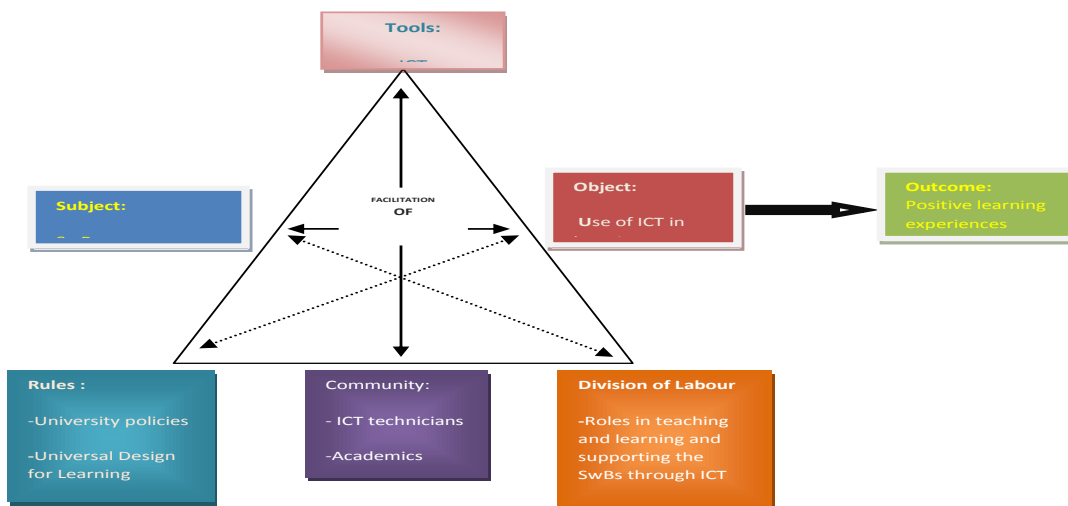 Tools:
Subject:
FACILITATION
OF
Object:
Use of ICT in
Outcome:
Positive learning
experiences
Rules :
-University policies
-Universal Design
for Learning
Community:
- ICT technicians
-Academics
Division of Labour
-Roles in teaching
and learning and
supporting the
SwBs through ICT